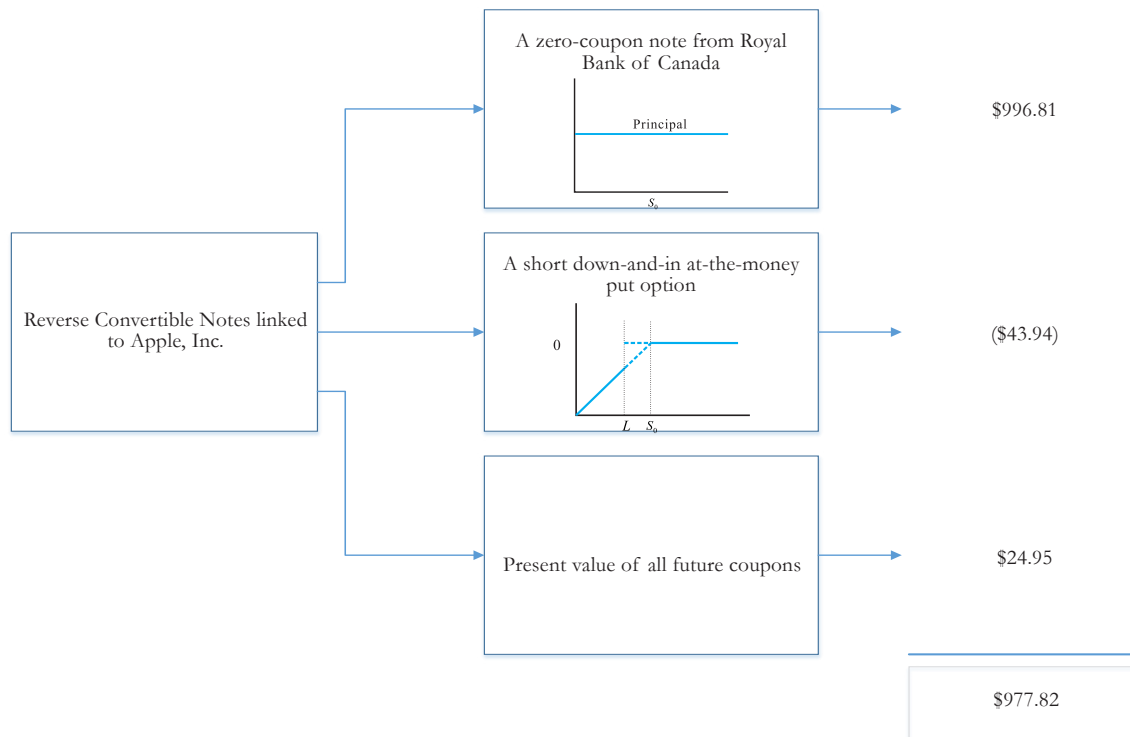 A zero-coupon note from Royal
Bank of Canada
Principal
S₀
$996.81
Reverse Convertible Notes linked
to Apple, Inc.
A short down-and-in at-the-money
put option
0
L S₀
($43.94)
Present value of all future coupons
$24.95
$977.82